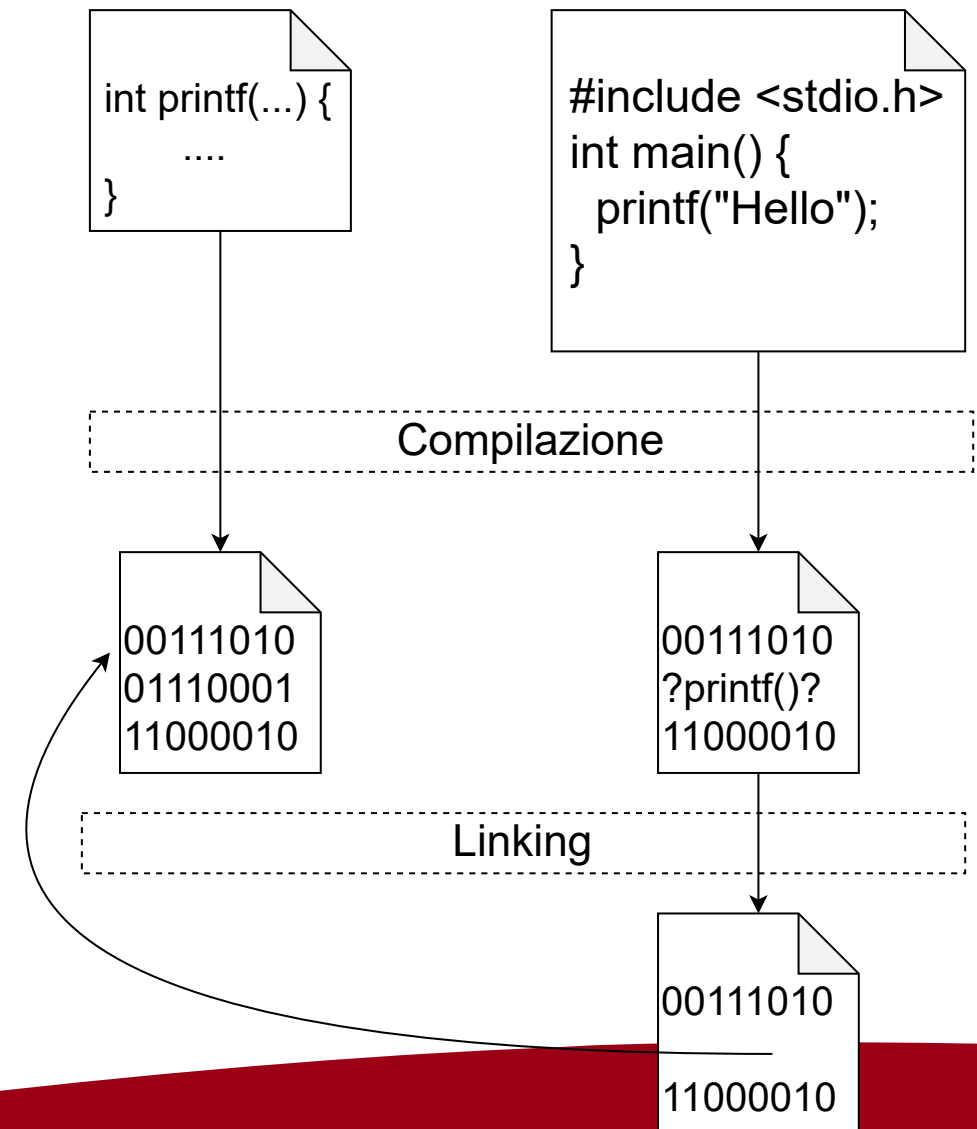 int printf(...) {
....
}
#include <stdio.h>
int main() {
printf("Hello");
}
Compilazione
00111010
01110001
11000010
00111010
?printf()?
11000010
Linking
00111010
11000010